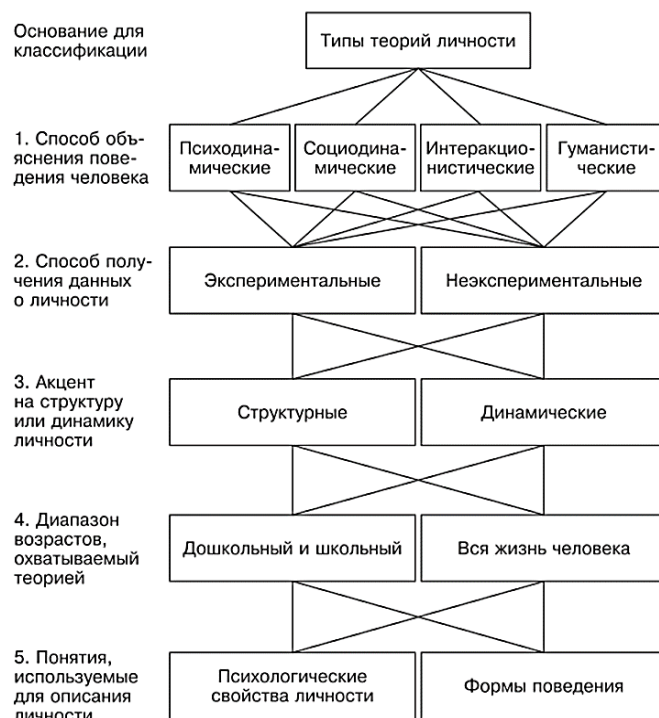 Основание для
классификации
Типы теорий личности
1. Способ объ-
яснения пове-
дения человека
Психодина-
мические
Социодина-
мические
Интеракцио-
нистические
Гуманисти-
ческие
2. Способ полу-
чения данных
о личности
Экспериментальные
Неэкспериментальные
3. Акцент
на структуру
или динамику
личности
Структурные
Динамические
4. Диапазон
возрастов,
охватываемый
теорией
Дошкольный и школьный
Вся жизнь человека
5. Понятия,
используемые
для описания
личности
Психологические
свойства личности
Формы поведения